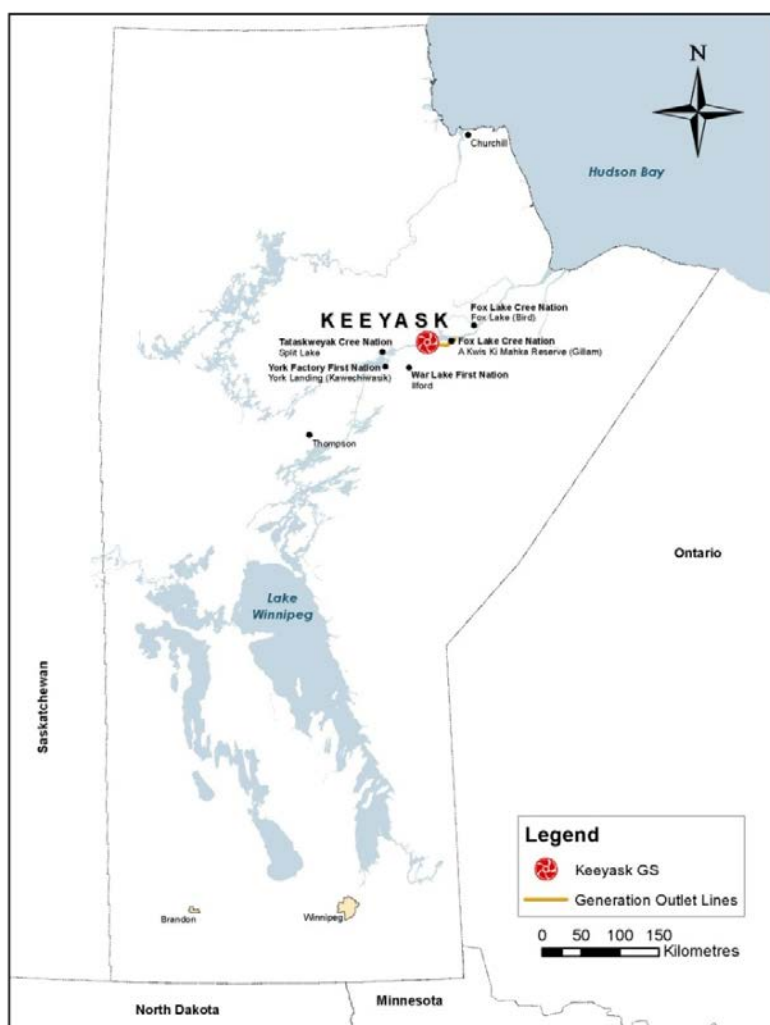 N
Churchill
Hudson Bay
Fox Lake Cree Nation
Fox Lake (Bird)
KEEYASK
Fox Lake Cree Nation
A Kwis Ki Mahka Reserve (Gillam)
Tataskweyak Cree Nation
Split Lake
York Factory First Nation
York Landing (Kawechiwasik)
War Lake First Nation
Ilford
Thompson
Ontario
Lake
Winnipeg
Saskatchewan
Legend
Keeyask GS
Generation Outlet Lines
0 50 100 150
Kilometres
Brandon
Winnipeg
North Dakota
Minnesota